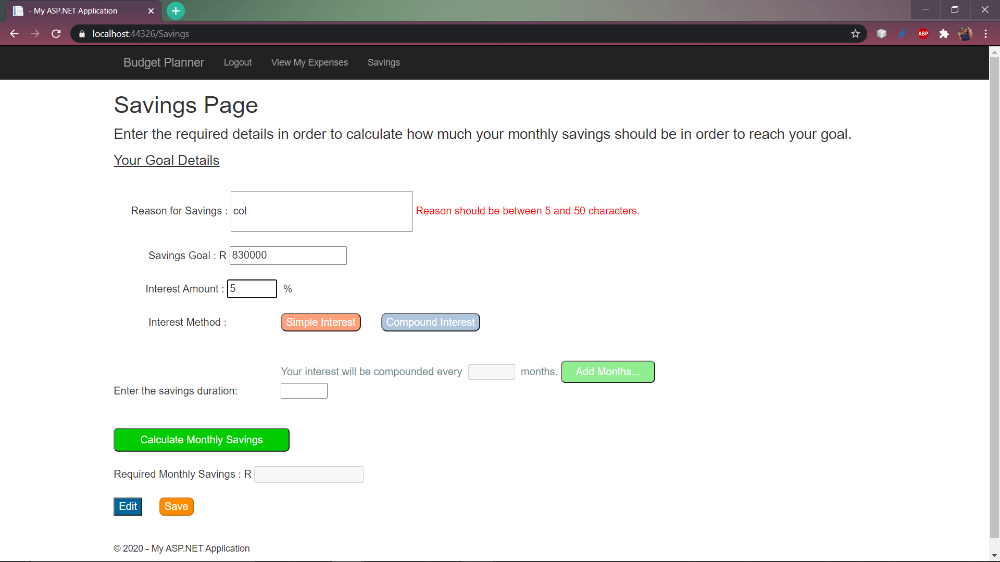 - My ASP.NET Application
localhost:44326/Savings
ABP
Budget Planner Logout View My Expenses Savings
Savings Page
Enter the required details in order to calculate how much your monthly savings should be in order to reach your goal.
Your Goal Details
Reason for Savings : col Reason should be between 5 and 50 characters.
Savings Goal : R 830000
Interest Amount : 5 %
Interest Method : Simple Interest Compound Interest
Your interest will be compounded every months. Add Months...
Enter the savings duration:
Calculate Monthly Savings
Required Monthly Savings : R
Edit Save
© 2020 - My ASP.NET Application